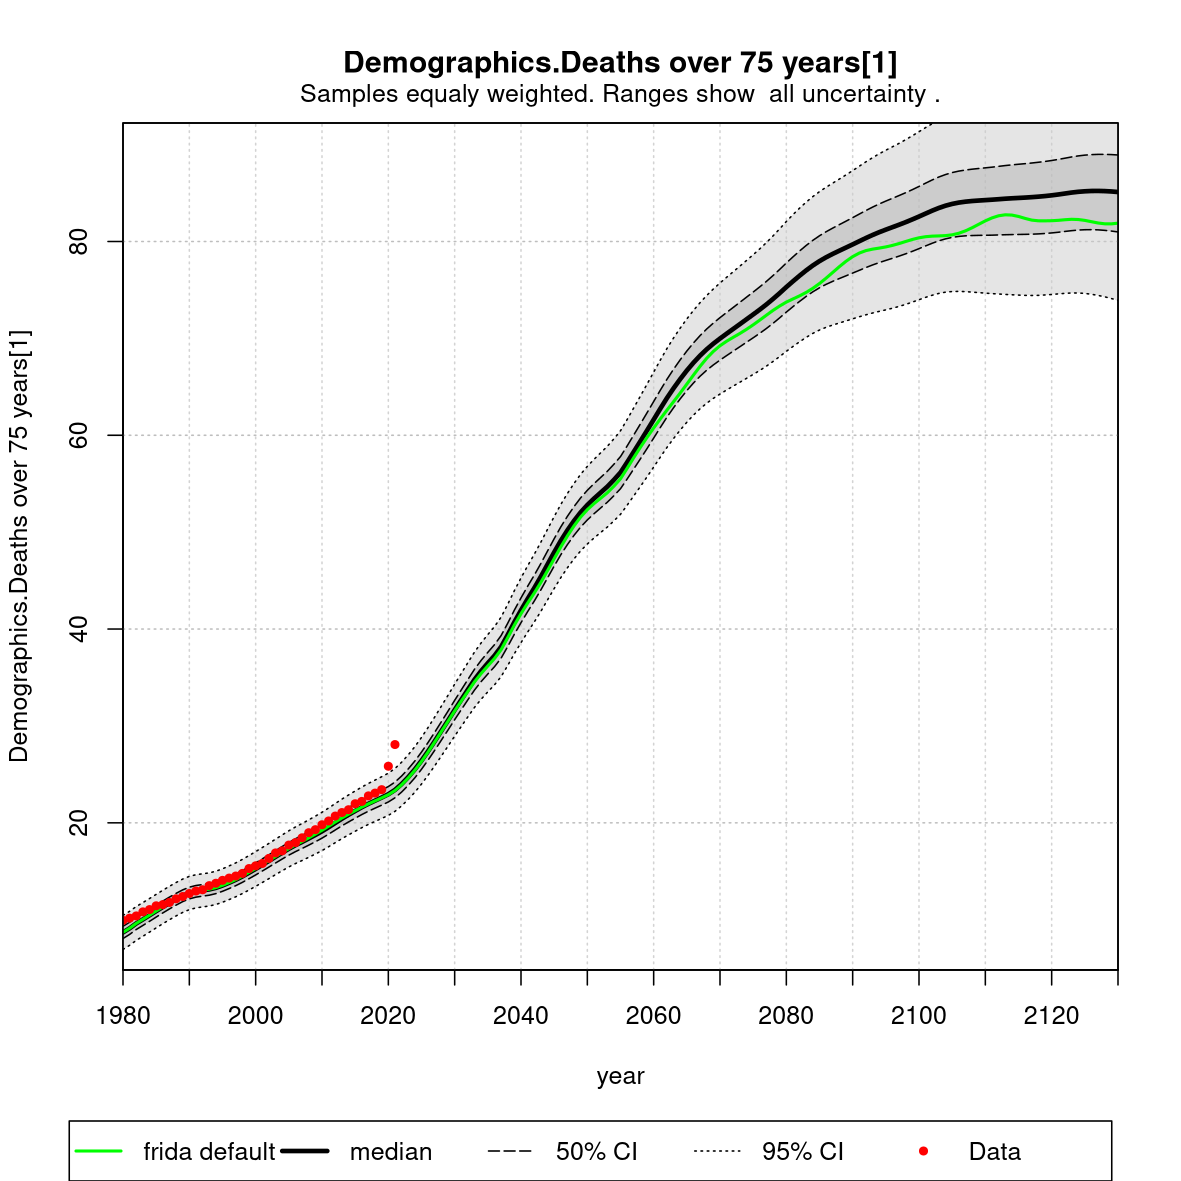 Demographics.Deaths over 75 years[1]
Samples equaly weighted. Ranges show  all uncertainty .
Demographics.Deaths over 75 years[1]
80
60
40
20
1980 2000 2020 2040 2060 2080 2100 2120
year
frida default median 50% CI 95% CI Data